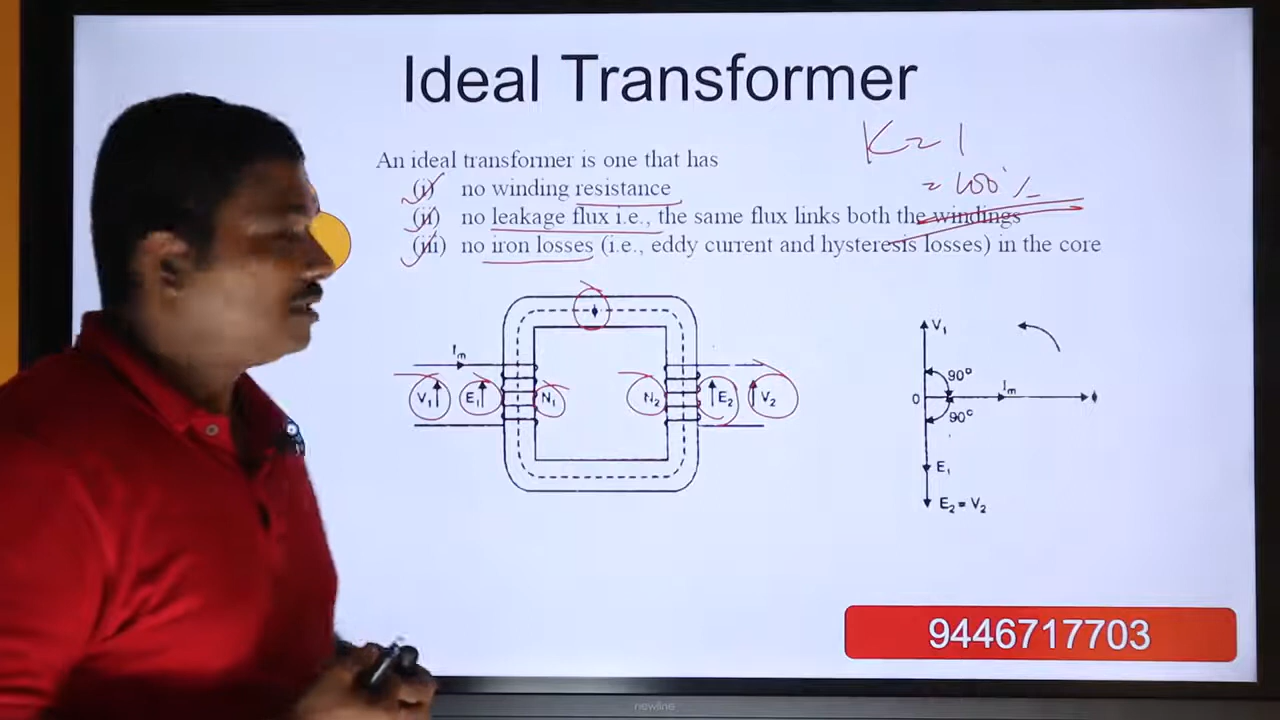 Ideal Transformer
K = 1
= 100%
An ideal transformer is one that has
(i) no winding resistance
(ii) no leakage flux i.e., the same flux links both the windings
(iii) no iron losses (i.e., eddy current and hysteresis losses) in the core
ϕ
Im
V1 E1 N1 N2 E2 V2
V1
90°
0 Im ϕ
90°
E1
E2 = V2
9446717703
newline